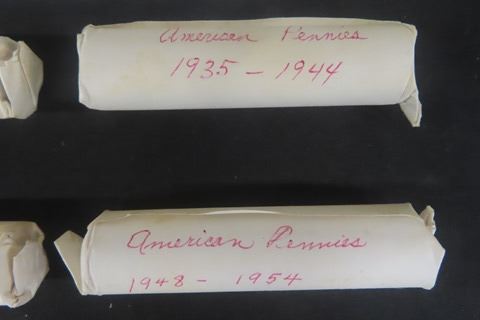 American Pennies
1935 - 1944
American Pennies
1948 - 1954